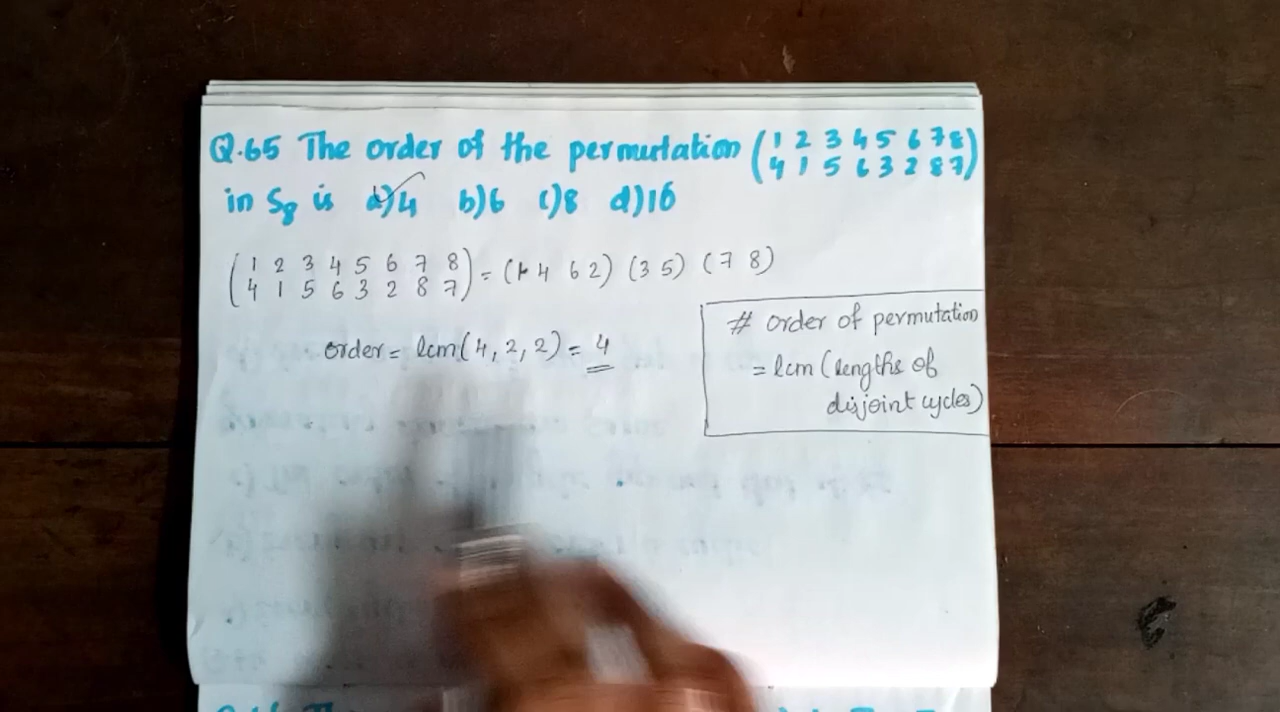 Q.65 The order of the permutation (1 2 3 4 5 6 7 8)
(4 1 5 6 3 2 8 7)
in S8 is a)4 b)6 c)8 d)16
(1 2 3 4 5 6 7 8) = (1 4 6 2) (3 5) (7 8)
(4 1 5 6 3 2 8 7)
# order of permutation
order = lcm(4, 2, 2) = 4
= lcm (lengths of
disjoint cycles)